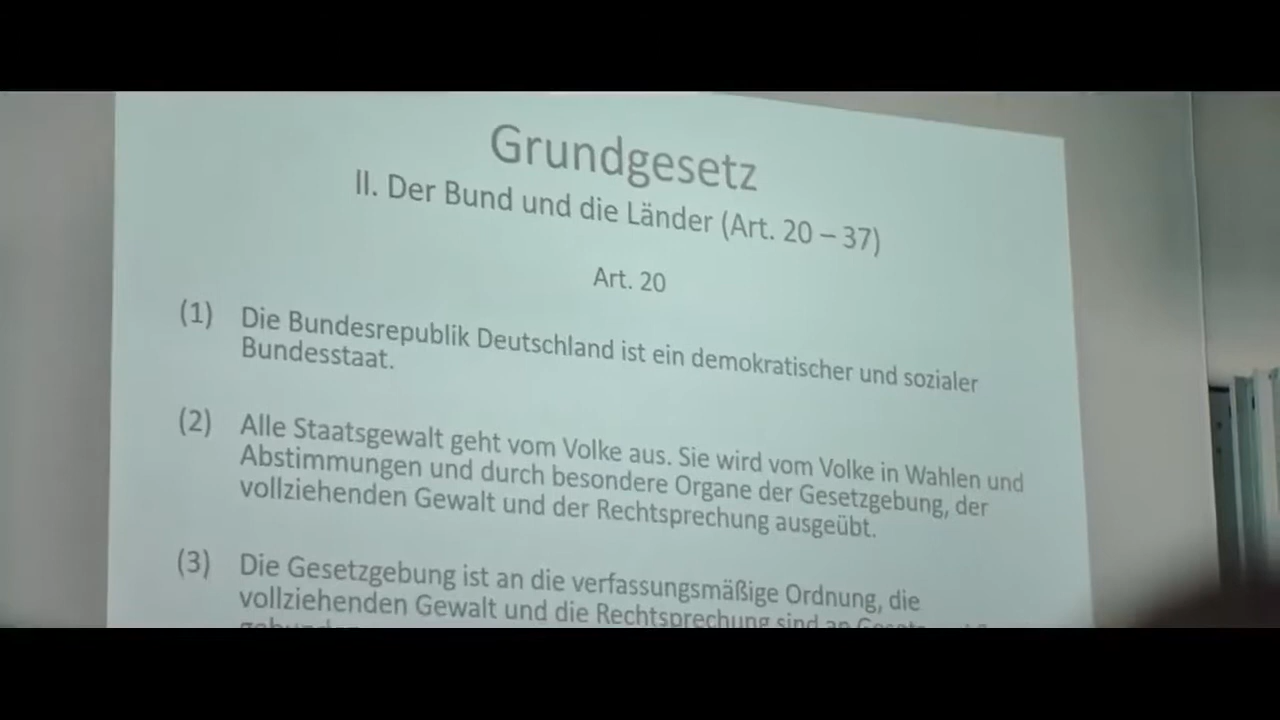 Grundgesetz
II. Der Bund und die Länder (Art. 20 – 37)
Art. 20
(1) Die Bundesrepublik Deutschland ist ein demokratischer und sozialer
Bundesstaat.
(2) Alle Staatsgewalt geht vom Volke aus. Sie wird vom Volke in Wahlen und
Abstimmungen und durch besondere Organe der Gesetzgebung, der
vollziehenden Gewalt und der Rechtsprechung ausgeübt.
(3) Die Gesetzgebung ist an die verfassungsmäßige Ordnung, die
vollziehenden Gewalt und die Rechtsprechung sind an